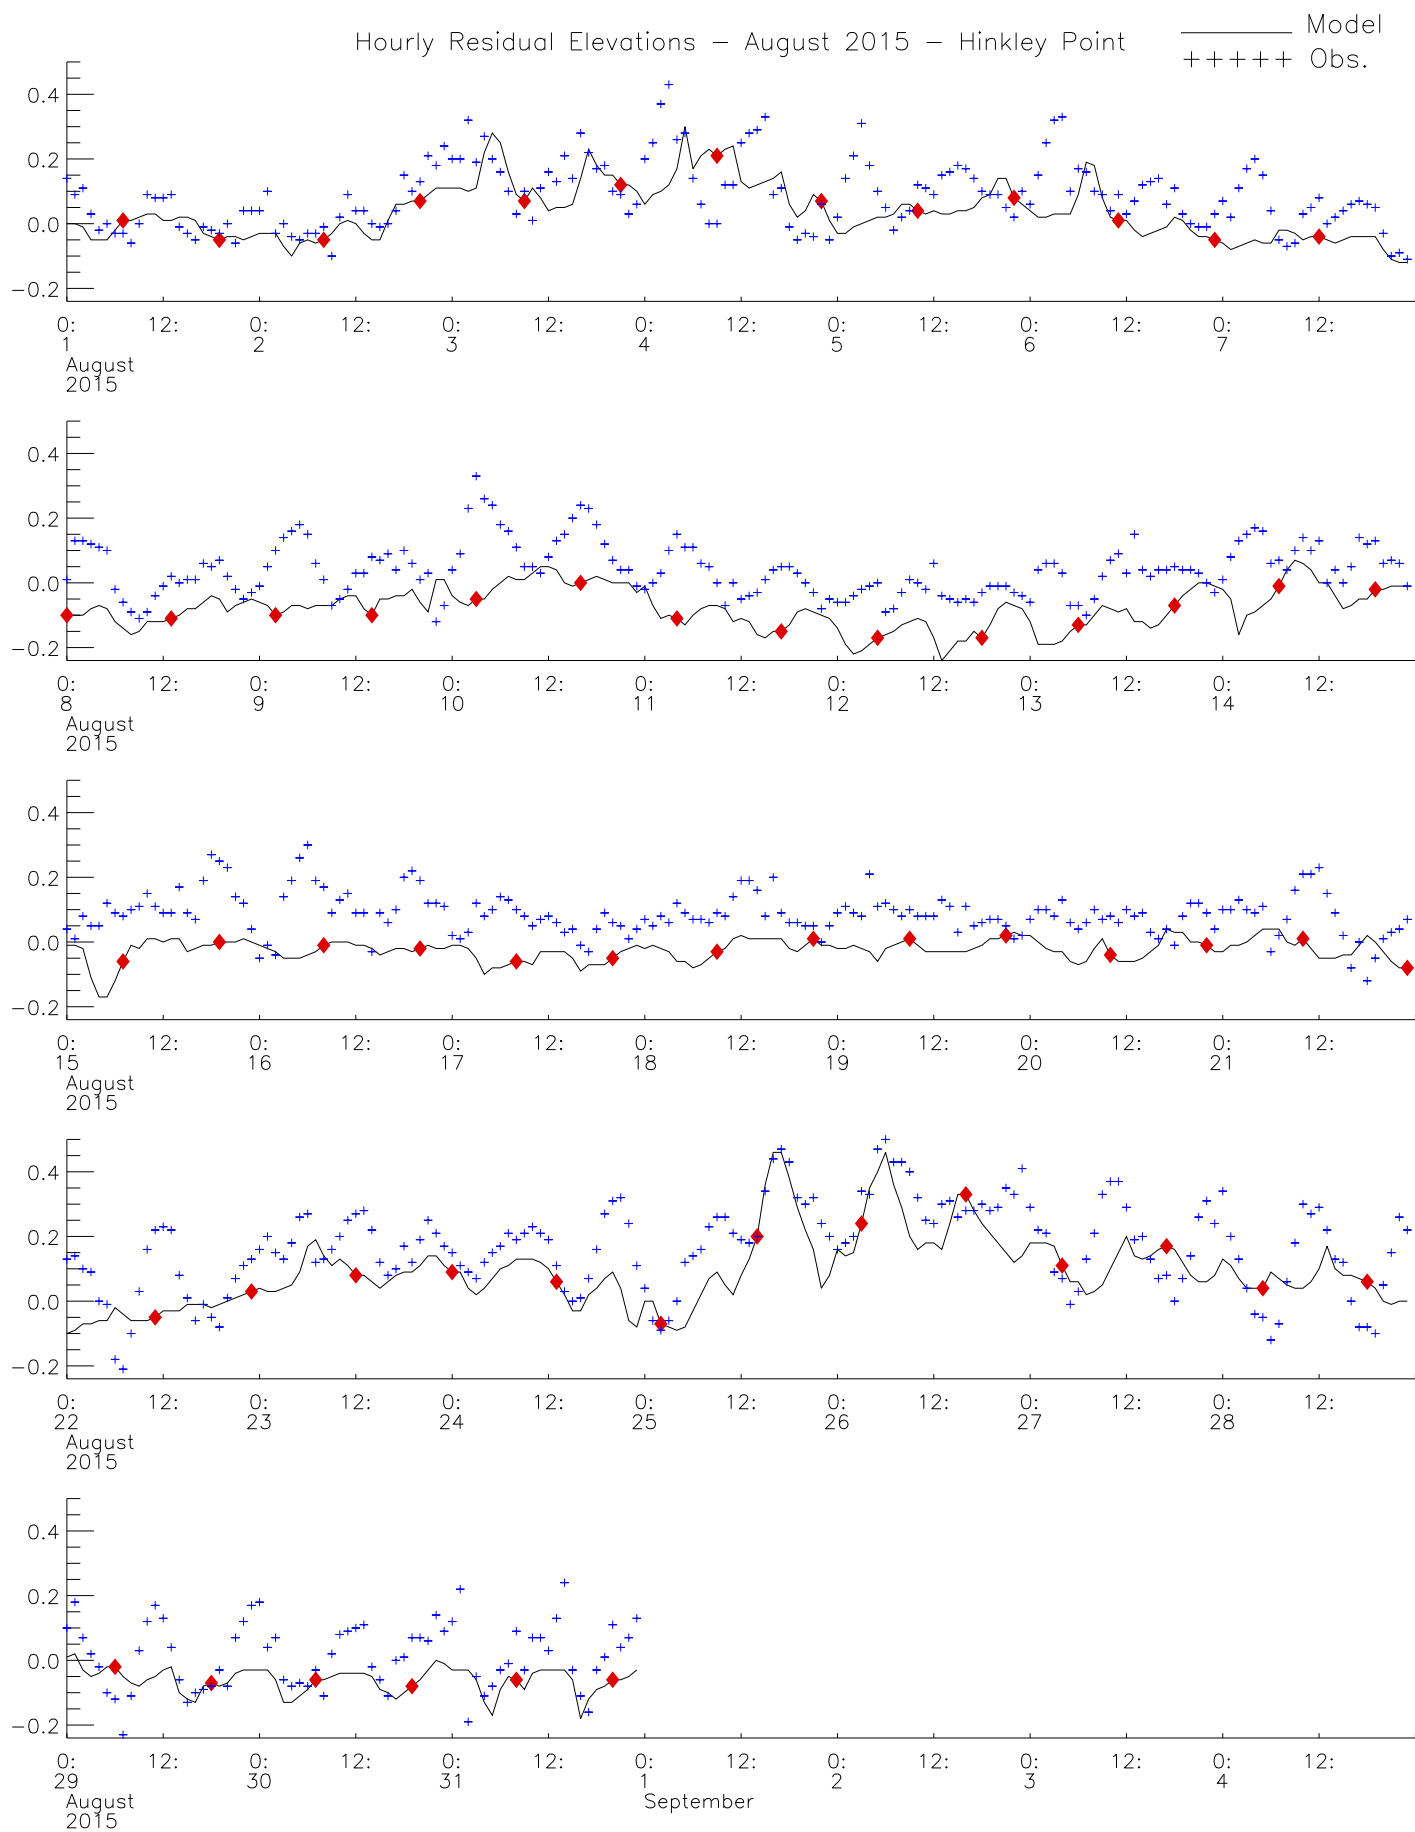 Hourly Residual Elevations – August 2015 – Hinkley Point
Model
+++++ Obs.
0.4
0.2
0.0
−0.2
0: 12: 0: 12: 0: 12: 0: 12: 0: 12: 0: 12: 0: 12:
1 2 3 4 5 6 7
August
2015
0.4
0.2
0.0
−0.2
0: 12: 0: 12: 0: 12: 0: 12: 0: 12: 0: 12: 0: 12:
8 9 10 11 12 13 14
August
2015
0.4
0.2
0.0
−0.2
0: 12: 0: 12: 0: 12: 0: 12: 0: 12: 0: 12: 0: 12:
15 16 17 18 19 20 21
August
2015
0.4
0.2
0.0
−0.2
0: 12: 0: 12: 0: 12: 0: 12: 0: 12: 0: 12: 0: 12:
22 23 24 25 26 27 28
August
2015
0.4
0.2
0.0
−0.2
0: 12: 0: 12: 0: 12: 0: 12: 0: 12: 0: 12: 0: 12:
29 30 31 1 2 3 4
August September
2015